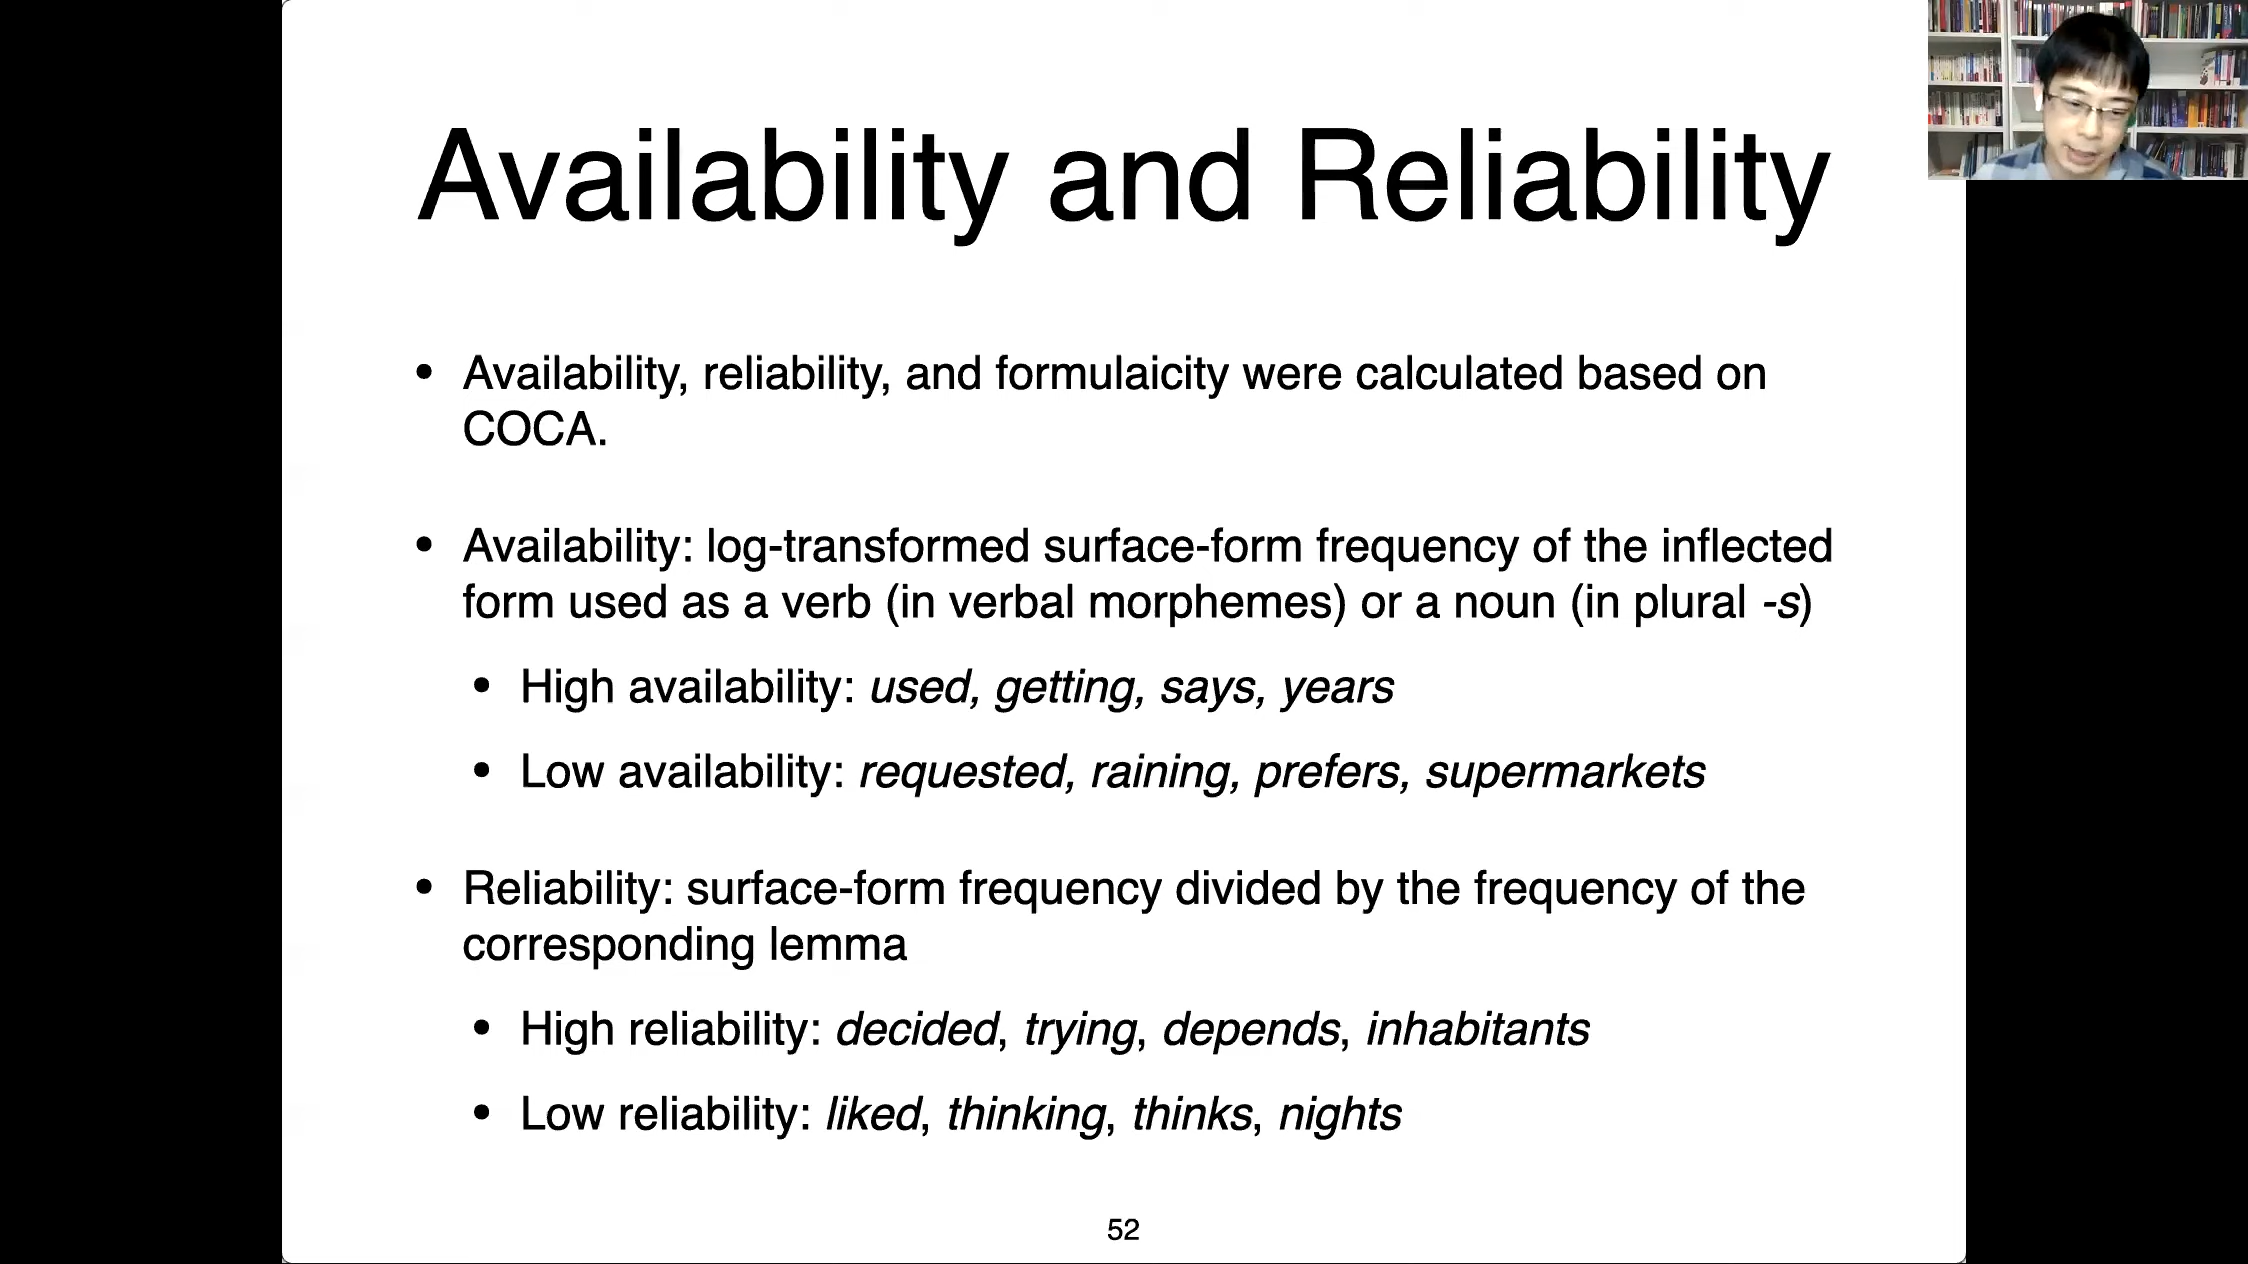 Availability and Reliability
• Availability, reliability, and formulaicity were calculated based on
COCA.
• Availability: log-transformed surface-form frequency of the inflected
form used as a verb (in verbal morphemes) or a noun (in plural -s)
• High availability: used, getting, says, years
• Low availability: requested, raining, prefers, supermarkets
• Reliability: surface-form frequency divided by the frequency of the
corresponding lemma
• High reliability: decided, trying, depends, inhabitants
• Low reliability: liked, thinking, thinks, nights
52